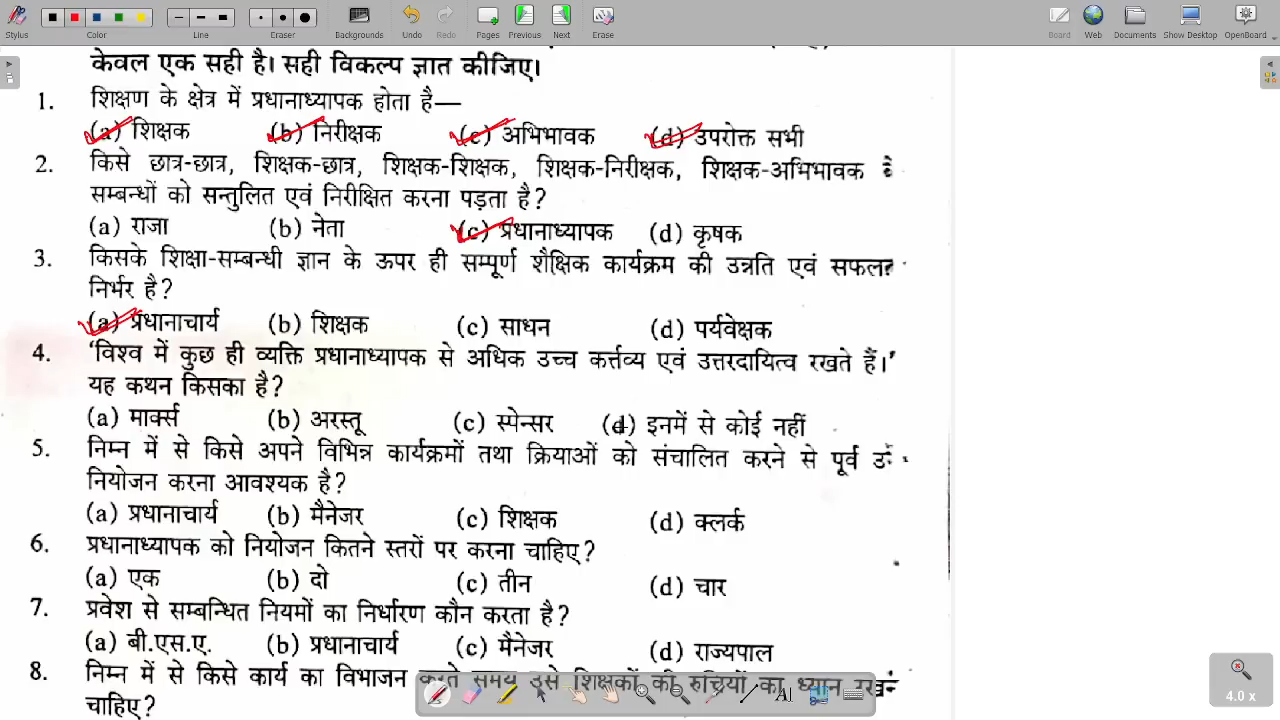 Stylus Color Line Eraser Backgrounds Undo Redo Pages Previous Next Erase Board Web Documents Show Desktop OpenBoard
केवल एक सही है। सही विकल्प ज्ञात कीजिए।
1. शिक्षण के क्षेत्र में प्रधानाध्यापक होता है—
(a) शिक्षक (b) निरीक्षक (c) अभिभावक (d) उपरोक्त सभी
2. किसे छात्र-छात्र, शिक्षक-छात्र, शिक्षक-शिक्षक, शिक्षक-निरीक्षक, शिक्षक-अभिभावक के
सम्बन्धों को सन्तुलित एवं निरीक्षित करना पड़ता है?
(a) राजा (b) नेता (c) प्रधानाध्यापक (d) कृषक
3. किसके शिक्षा-सम्बन्धी ज्ञान के ऊपर ही सम्पूर्ण शैक्षिक कार्यक्रम की उन्नति एवं सफलता
निर्भर है?
(a) प्रधानाचार्य (b) शिक्षक (c) साधन (d) पर्यवेक्षक
4. 'विश्व में कुछ ही व्यक्ति प्रधानाध्यापक से अधिक उच्च कर्त्तव्य एवं उत्तरदायित्व रखते हैं।'
यह कथन किसका है?
(a) मार्क्स (b) अरस्तू (c) स्पेन्सर (d) इनमें से कोई नहीं
5. निम्न में से किसे अपने विभिन्न कार्यक्रमों तथा क्रियाओं को संचालित करने से पूर्व
नियोजन करना आवश्यक है?
(a) प्रधानाचार्य (b) मैनेजर (c) शिक्षक (d) क्लर्क
6. प्रधानाध्यापक को नियोजन कितने स्तरों पर करना चाहिए?
(a) एक (b) दो (c) तीन (d) चार
7. प्रवेश से सम्बन्धित नियमों का निर्धारण कौन करता है?
(a) बी.एस.ए. (b) प्रधानाचार्य (c) मैनेजर (d) राज्यपाल
8. निम्न में से किसे कार्य का विभाजन करते समय उसे शिक्षकों की रुचियों का ध्यान
चाहिए?
4.0 x